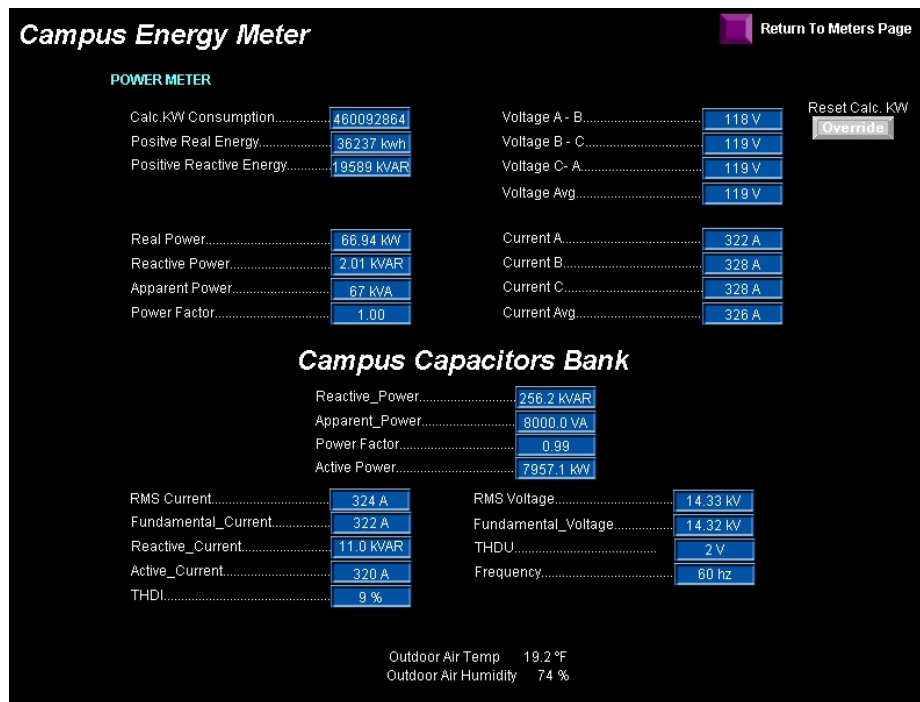 Campus Energy Meter
Return To Meters Page
POWER METER
Calc.KW Consumption 460092864
Positve Real Energy 36237 kwh
Positive Reactive Energy 19589 kVAR
Voltage A - B 118 V
Voltage B - C 119 V
Voltage C- A 119 V
Voltage Avg 119 V
Reset Calc. KW
Override
Real Power 66.94 kW
Reactive Power 2.01 KVAR
Apparent Power 67 kVA
Power Factor 1.00
Current A 322 A
Current B 328 A
Current C 328 A
Current Avg 326 A
Campus Capacitors Bank
Reactive_Power 256.2 kVAR
Apparent_Power 8000.0 VA
Power Factor 0.99
Active Power 7957.1 kW
RMS Current 324 A
Fundamental_Current 322 A
Reactive_Current 11.0 kVAR
Active_Current 320 A
THDI 9 %
RMS Voltage 14.33 kV
Fundamental_Voltage 14.32 kV
THDU 2 V
Frequency 60 hz
Outdoor Air Temp 19.2 °F
Outdoor Air Humidity 74 %